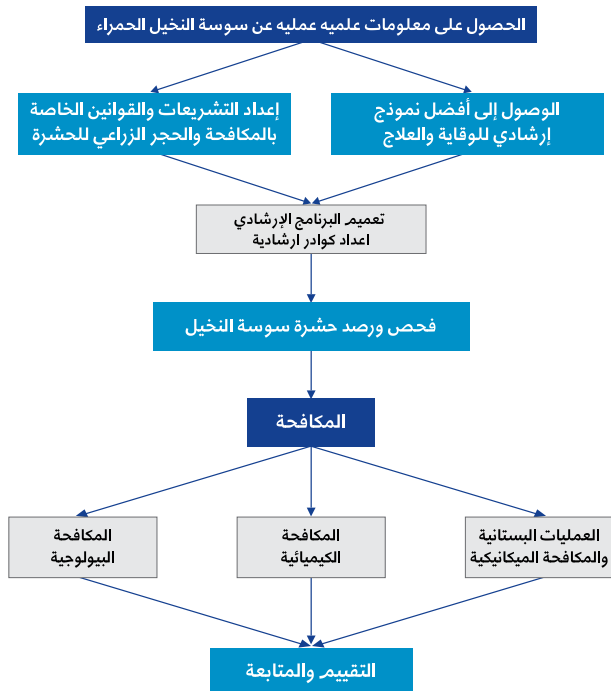 الحصول على معلومات علميه عمليه عن سوسة النخيل الحمراء
الوصول إلى أفضل نموذج
إرشادي للوقاية والعلاج
إعداد التشريعات والقوانين الخاصة
بالمكافحة والحجر الزراعي للحشرة
تعميم البرنامج الإرشادي
اعداد كوادر ارشادية
فحص ورصد حشرة سوسة النخيل
المكافحة
العمليات البستانية
والمكافحة الميكانيكية
المكافحة
الكيميائية
المكافحة
البيولوجية
التقييم والمتابعة